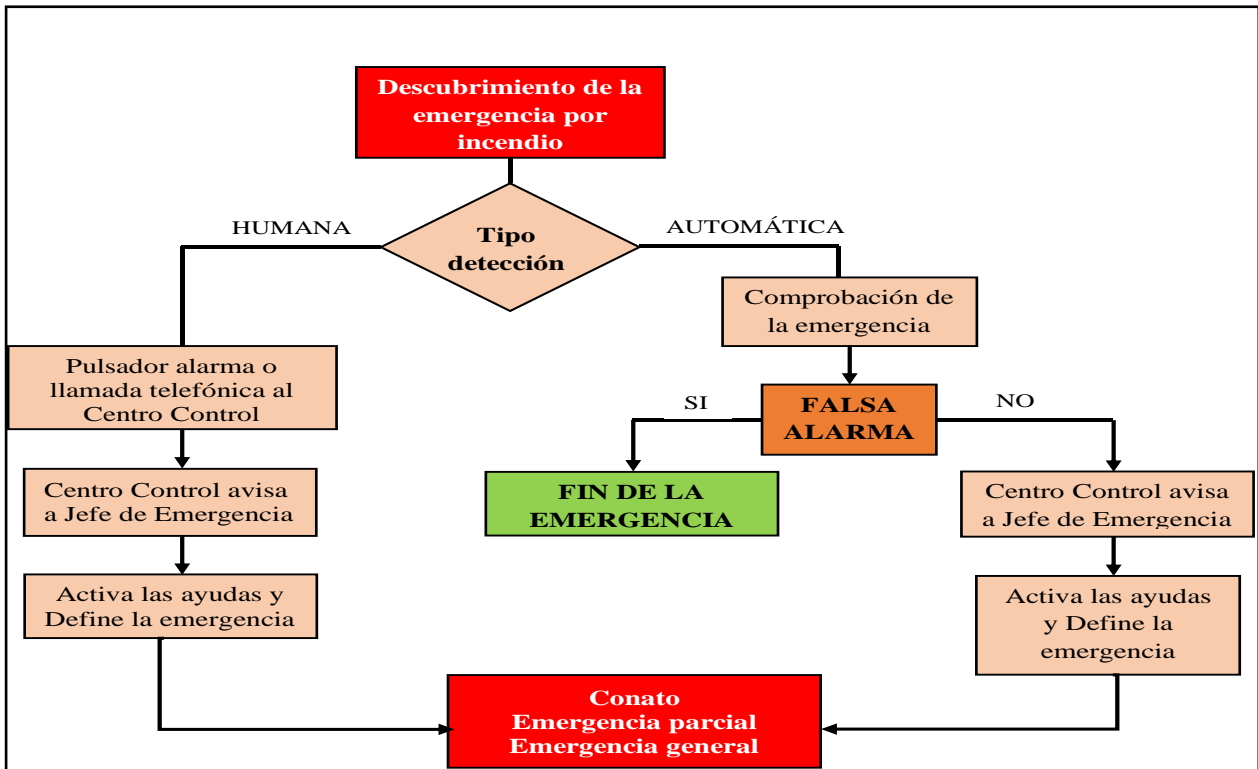 Descubrimiento de la
emergencia por
incendio
HUMANA
AUTOMÁTICA
Tipo
detección
Comprobación de
la emergencia
Pulsador alarma o
llamada telefónica al
Centro Control
SI
FALSA
ALARMA
NO
Centro Control avisa
a Jefe de Emergencia
FIN DE LA
EMERGENCIA
Centro Control avisa
a Jefe de Emergencia
Activa las ayudas y
Define la emergencia
Activa las ayudas
y Define la
emergencia
Conato
Emergencia parcial
Emergencia general